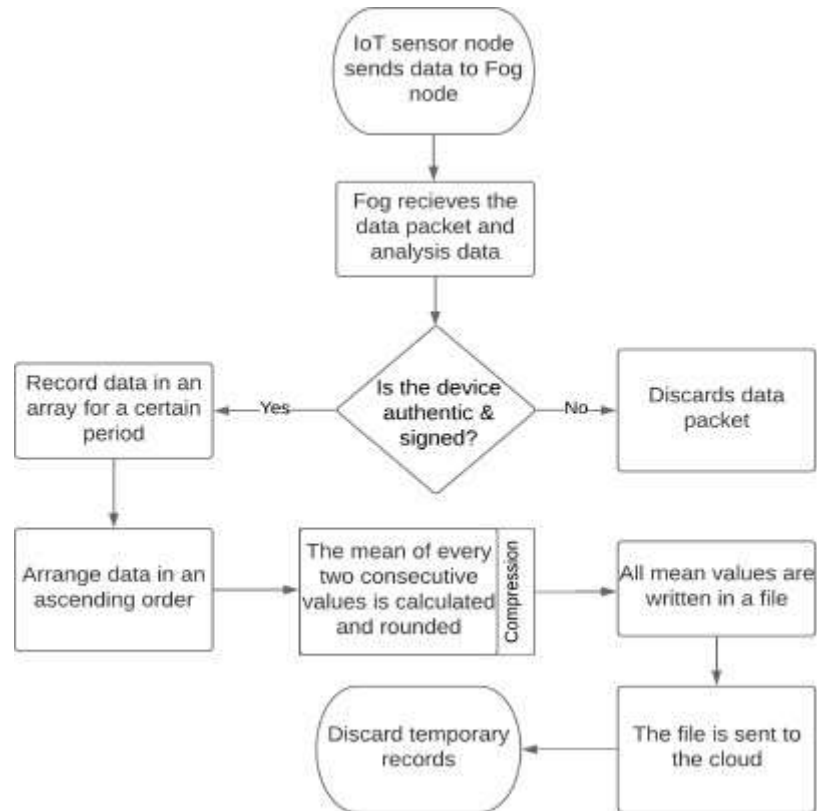 IoT sensor node
sends data to Fog
node
Fog recieves the
data packet and
analysis data
Is the device
authentic &
signed?
Yes
No
Record data in an
array for a certain
period
Discards data
packet
Arrange data in an
ascending order
The mean of every
two consecutive
values is calculated
and rounded
Compression
All mean values are
written in a file
The file is sent to
the cloud
Discard temporary
records